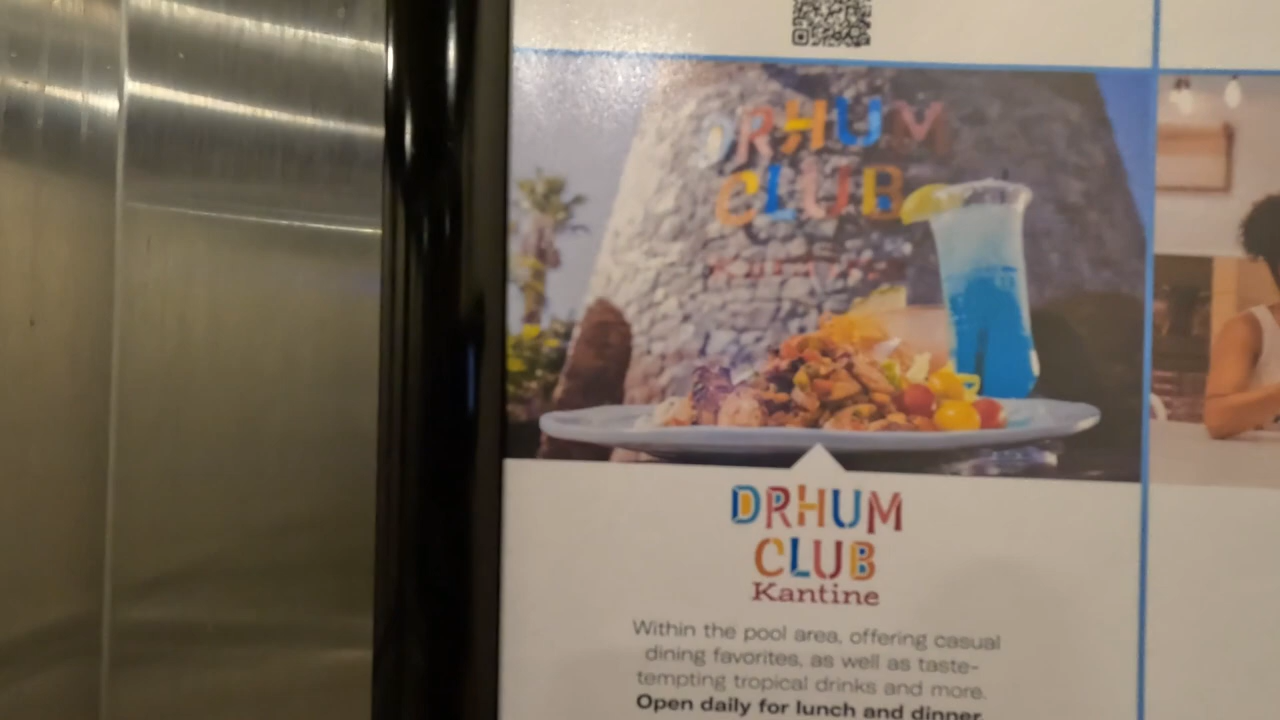 DRHUM
CLUB
DRHUM
CLUB
Kantine
Within the pool area, offering casual
dining favorites, as well as taste-
tempting tropical drinks and more.
Open daily for lunch and dinner.